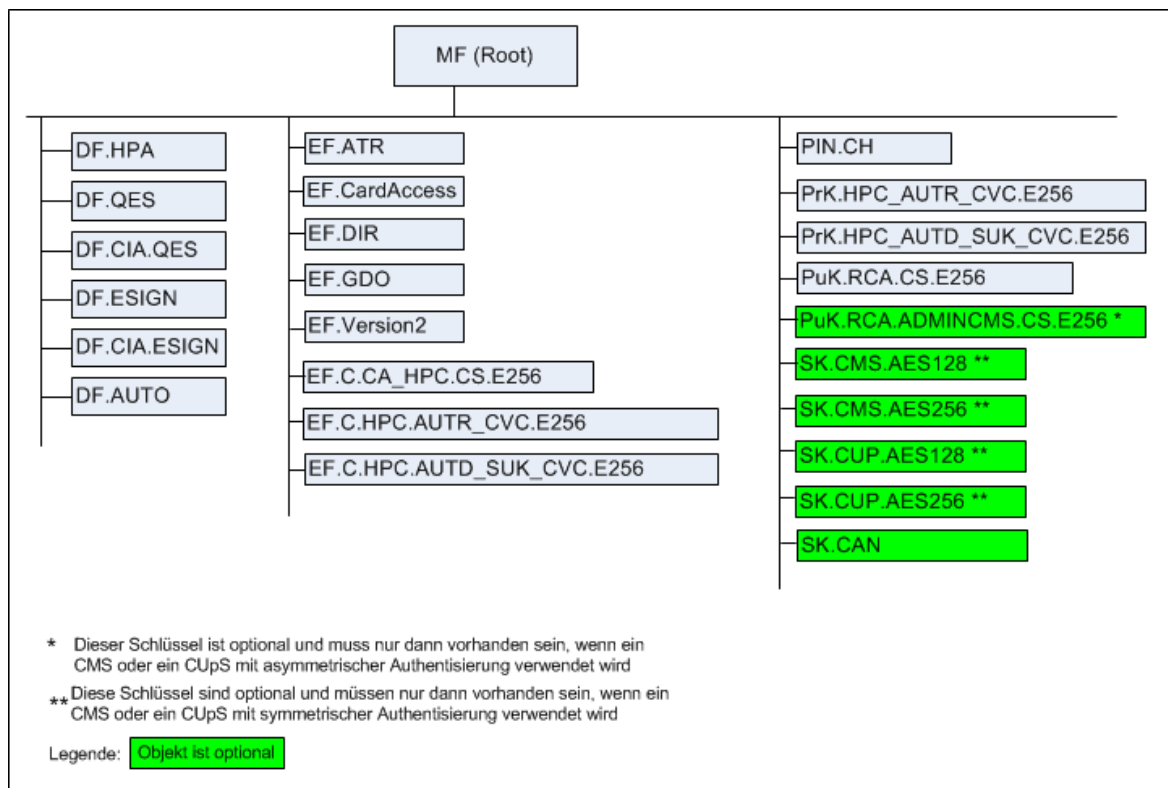 MF (Root)
DF.HPA
DF.QES
DF.CIA.QES
DF.ESIGN
DF.CIA.ESIGN
DF.AUTO
EF.ATR
EF.CardAccess
EF.DIR
EF.GDO
EF.Version2
EF.C.CA_HPC.CS.E256
EF.C.HPC.AUTR_CVC.E256
EF.C.HPC.AUTD_SUK_CVC.E256
PIN.CH
PrK.HPC_AUTR_CVC.E256
PrK.HPC_AUTD_SUK_CVC.E256
PuK.RCA.CS.E256
PuK.RCA.ADMINCMS.CS.E256 *
SK.CMS.AES128 **
SK.CMS.AES256 **
SK.CUP.AES128 **
SK.CUP.AES256 **
SK.CAN
* Dieser Schlüssel ist optional und muss nur dann vorhanden sein, wenn ein
CMS oder ein CUpS mit asymmetrischer Authentisierung verwendet wird
** Diese Schlüssel sind optional und müssen nur dann vorhanden sein, wenn ein
CMS oder ein CUpS mit symmetrischer Authentisierung verwendet wird
Legende: Objekt ist optional